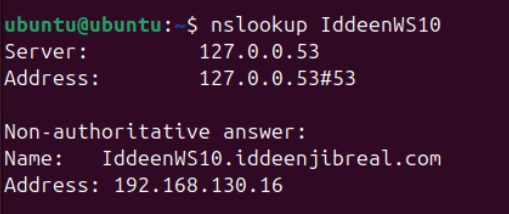 ubuntu@ubuntu:~$ nslookup IddeenWS10
Server:         127.0.0.53
Address:        127.0.0.53#53

Non-authoritative answer:
Name:   IddeenWS10.iddeenjibreal.com
Address: 192.168.130.16